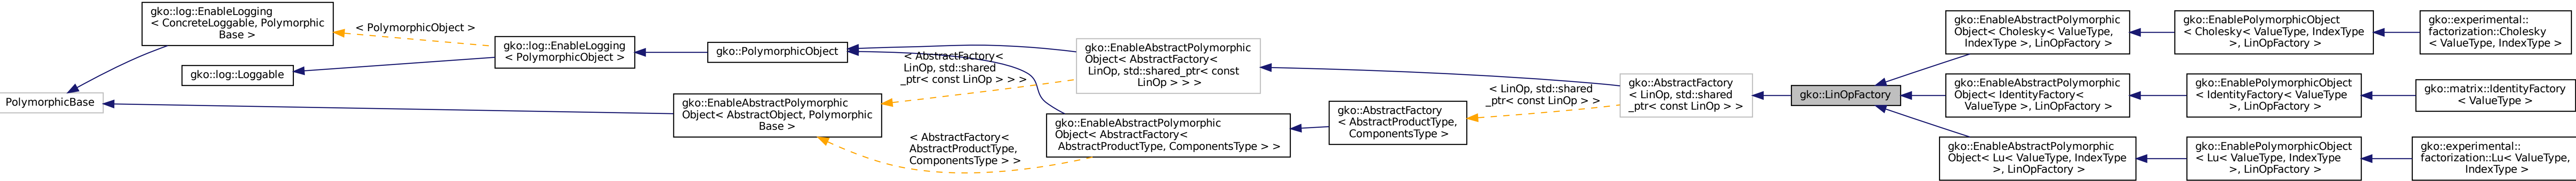 PolymorphicBase
gko::log::EnableLogging
< ConcreteLoggable, Polymorphic
Base >
gko::log::Loggable
< PolymorphicObject >
gko::log::EnableLogging
< PolymorphicObject >
gko::EnableAbstractPolymorphic
Object< AbstractObject, Polymorphic
Base >
gko::PolymorphicObject
< AbstractFactory<
LinOp, std::shared
_ptr< const LinOp > > >
< AbstractFactory<
AbstractProductType,
ComponentsType > >
gko::EnableAbstractPolymorphic
Object< AbstractFactory<
LinOp, std::shared_ptr< const
LinOp > > >
gko::EnableAbstractPolymorphic
Object< AbstractFactory<
AbstractProductType, ComponentsType > >
gko::AbstractFactory
< AbstractProductType,
ComponentsType >
< LinOp, std::shared
_ptr< const LinOp > >
gko::AbstractFactory
< LinOp, std::shared
_ptr< const LinOp > >
gko::LinOpFactory
gko::EnableAbstractPolymorphic
Object< Cholesky< ValueType,
IndexType >, LinOpFactory >
gko::EnablePolymorphicObject
< Cholesky< ValueType, IndexType
>, LinOpFactory >
gko::experimental::
factorization::Cholesky
< ValueType, IndexType >
gko::EnableAbstractPolymorphic
Object< IdentityFactory<
ValueType >, LinOpFactory >
gko::EnablePolymorphicObject
< IdentityFactory< ValueType
>, LinOpFactory >
gko::matrix::IdentityFactory
< ValueType >
gko::EnableAbstractPolymorphic
Object< Lu< ValueType, IndexType
>, LinOpFactory >
gko::EnablePolymorphicObject
< Lu< ValueType, IndexType
>, LinOpFactory >
gko::experimental::
factorization::Lu< ValueType,
IndexType >